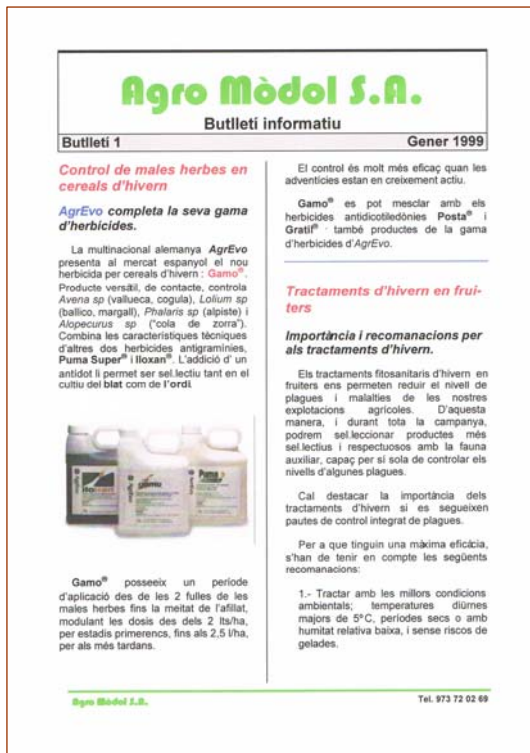 Agro Mòdol S.A.
Butlletí informatiu
Butlletí 1
Gener 1999
Control de males herbes en
cereals d'hivern
AgrEvo completa la seva gama
d'herbicides.
La multinacional alemanya AgrEvo
presenta al mercat espanyol el nou
herbicida per cereals d'hivern : Gamo®.
Producte versàtil, de contacte, controla
Avena sp (vallueca, cogula), Lolium sp
(ballico, margall), Phalaris sp (alpiste) i
Alopecurus sp ("cola de zorra").
Combina les característiques tècniques
d'altres dos herbicides antigramínies,
Puma Super® i Iloxan®. L'addició d' un
antidot li permet ser sel.lectiu tant en el
cultiu del blat com de l'ordi.
iloxan
gamo
Puma
AgrEvo
Gamo® posseeix un període
d'aplicació des de les 2 fulles de les
males herbes fins la meitat de l'afillat,
modulant les dosis des dels 2 lts/ha,
per estadis primerencs, fins als 2,5 l/ha,
per als més tardans.
El control és molt més eficaç quan les
adventícies estan en creixement actiu.
Gamo® es pot mesclar amb els
herbicides antidicotiledònies Posta® i
Gratil® també productes de la gama
d'herbicides d'AgrEvo.
Tractaments d'hivern en frui-
ters
Importància i recomanacions per
als tractaments d'hivern.
Els tractaments fitosanitaris d'hivern en
fruiters ens permeten reduir el nivell de
plagues i malalties de les nostres
explotacions agrícoles. D'aquesta
manera, i durant tota la campanya,
podrem sel.leccionar productes més
sel.lectius i respectuosos amb la fauna
auxiliar, capaç per sí sola de controlar els
nivells d'algunes plagues.
Cal destacar la importància dels
tractaments d'hivern si es segueixen
pautes de control integrat de plagues.
Per a que tinguin una màxima eficàcia,
s'han de tenir en compte les següents
recomanacions:
1.- Tractar amb les millors condicions
ambientals; temperatures diürnes
majors de 5ºC, períodes secs o amb
humitat relativa baixa, i sense riscos de
gelades.
Agro Mòdol S.A.
Tel. 973 72 02 69